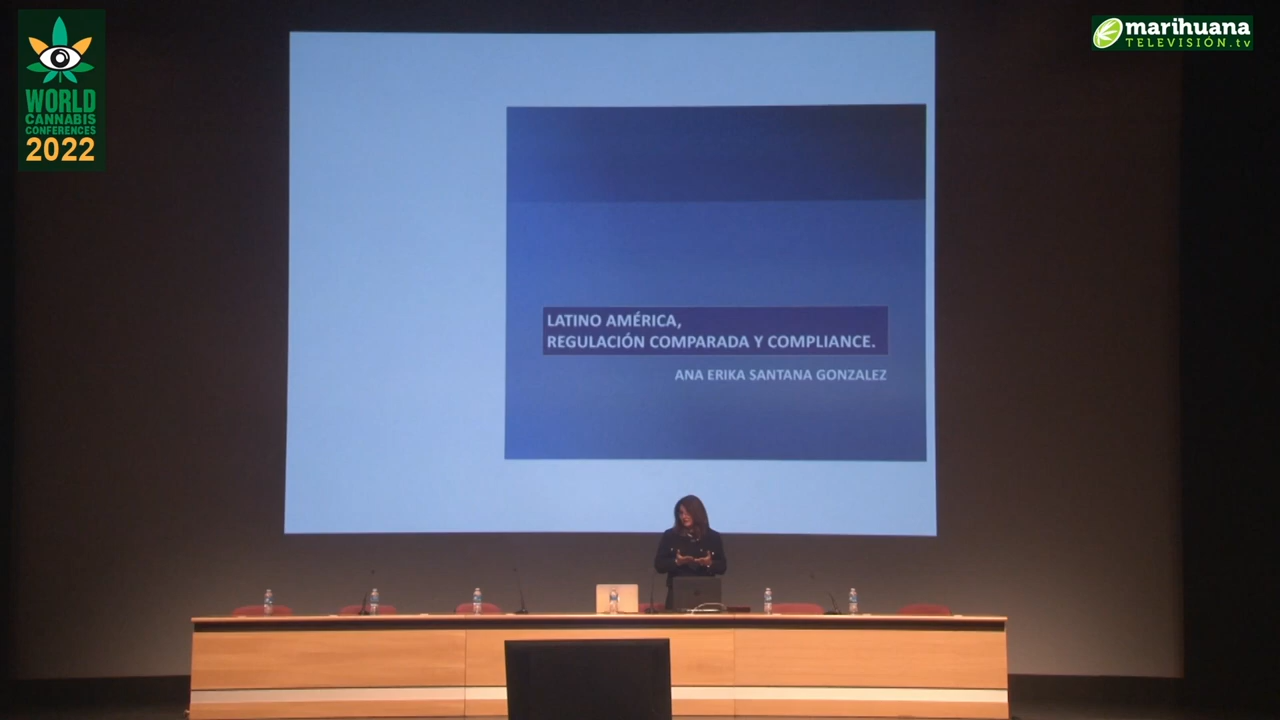 WORLD
CANNABIS
CONFERENCES
2022
marihuana
TELEVISIÓN.tv
LATINO AMÉRICA,
REGULACIÓN COMPARADA Y COMPLIANCE.
ANA ERIKA SANTANA GONZALEZ